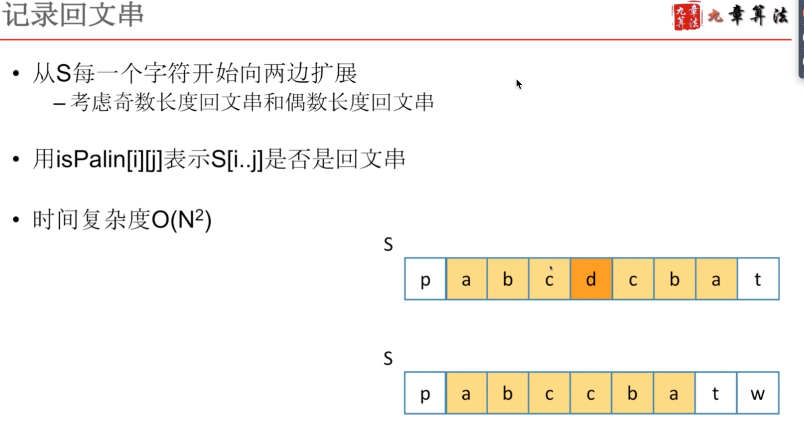 记录回文串
九章算法
九章算法
• 从S每一个字符开始向两边扩展
– 考虑奇数长度回文串和偶数长度回文串
• 用isPalin[i][j]表示S[i..j]是否是回文串
• 时间复杂度O(N²)
S
p a b c d c b a t
S
p a b c c b a t w